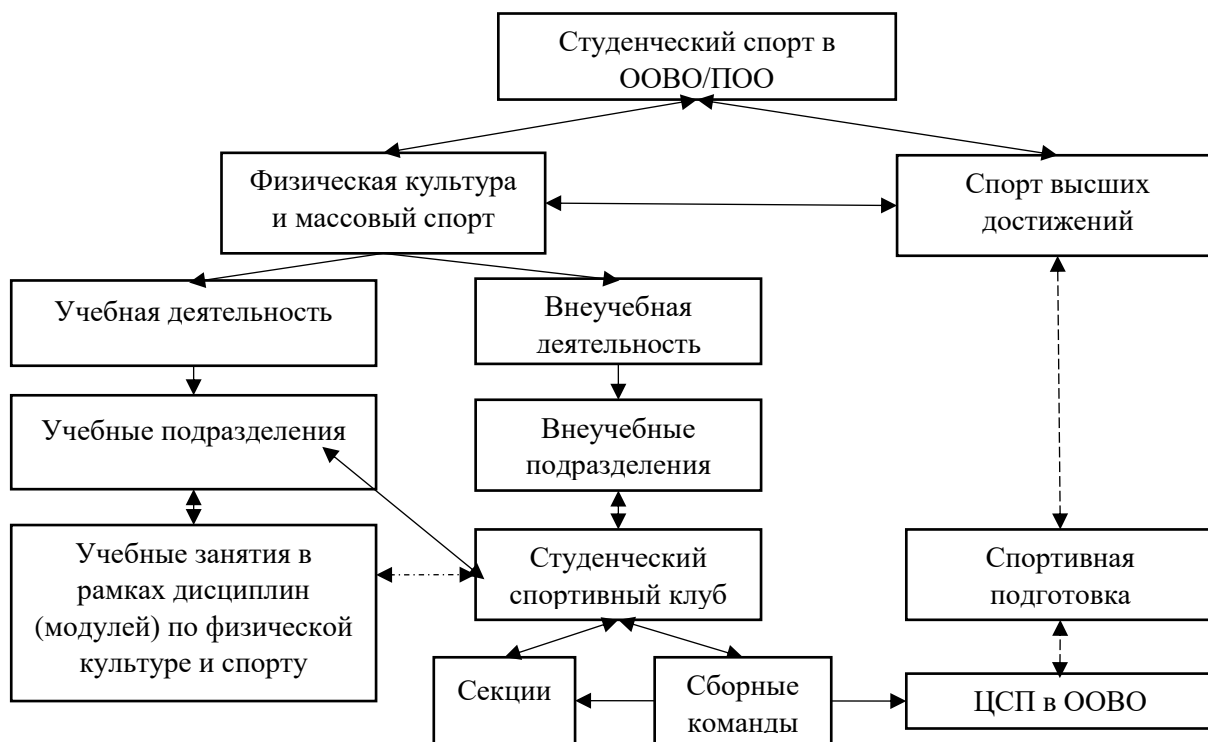 Студенческий спорт в
ООВО/ПОО
Физическая культура
и массовый спорт
Спорт высших
достижений
Учебная деятельность
Внеучебная
деятельность
Учебные подразделения
Внеучебные
подразделения
Учебные занятия в
рамках дисциплин
(модулей) по физической
культуре и спорту
Студенческий
спортивный клуб
Спортивная
подготовка
Секции
Сборные
команды
ЦСП в ООВО